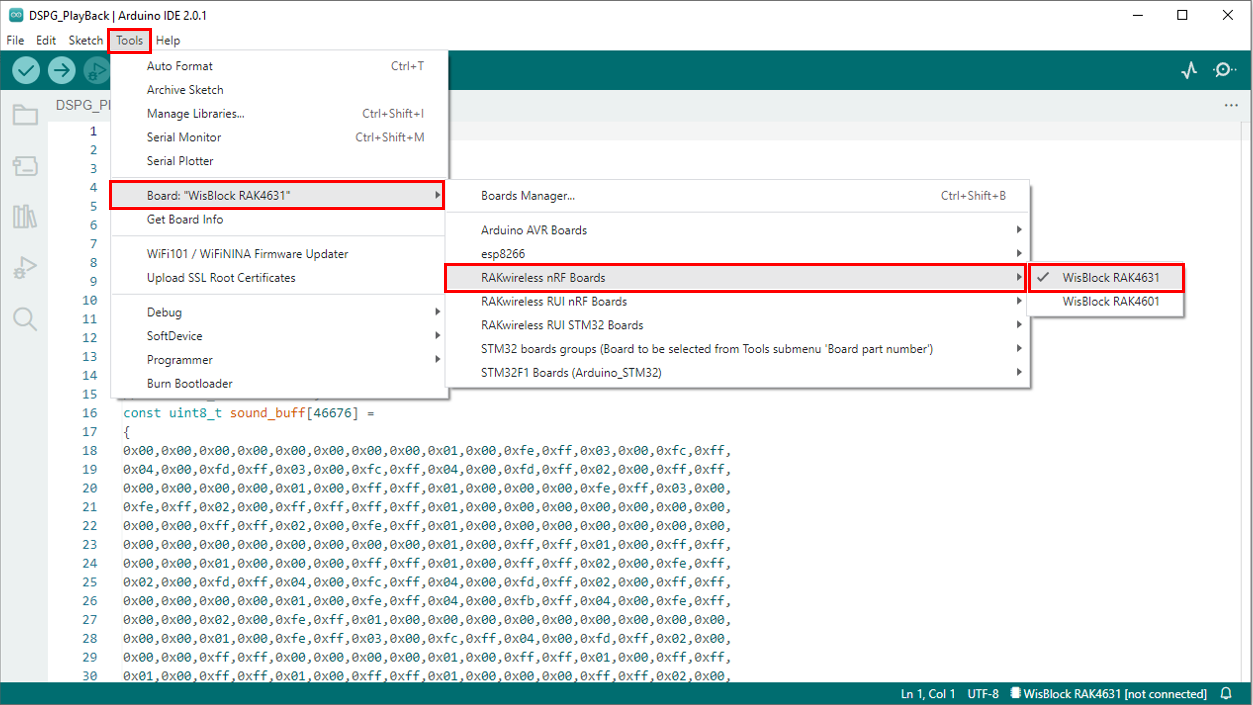 DSPG_PlayBack | Arduino IDE 2.0.1
File Edit Sketch Tools Help
Auto Format Ctrl+T
Archive Sketch
DSPG_Pl
Manage Libraries... Ctrl+Shift+I
Serial Monitor Ctrl+Shift+M
Serial Plotter
Board: "WisBlock RAK4631"
Get Board Info
WiFi101 / WiFiNINA Firmware Updater
Upload SSL Root Certificates
Debug
SoftDevice
Programmer
Burn Bootloader
Boards Manager... Ctrl+Shift+B
Arduino AVR Boards
esp8266
RAKwireless nRF Boards
RAKwireless RUI nRF Boards
RAKwireless RUI STM32 Boards
STM32 boards groups (Board to be selected from Tools submenu 'Board part number')
STM32F1 Boards (Arduino_STM32)
WisBlock RAK4631
WisBlock RAK4601
1
2
3
4
5
6
7
8
9
10
11
12
13
14
15
16 const uint8_t sound_buff[46676] =
17 {
18 0x00,0x00,0x00,0x00,0x00,0x00,0x00,0x00,0x01,0x00,0xfe,0xff,0x03,0x00,0xfc,0xff,
19 0x04,0x00,0xfd,0xff,0x03,0x00,0xfc,0xff,0x04,0x00,0xfd,0xff,0x02,0x00,0xff,0xff,
20 0x00,0x00,0x00,0x00,0x01,0x00,0xff,0xff,0x01,0x00,0x00,0x00,0xfe,0xff,0x03,0x00,
21 0xfe,0xff,0x02,0x00,0xff,0xff,0xff,0xff,0x01,0x00,0x00,0x00,0x00,0x00,0x00,0x00,
22 0x00,0x00,0xff,0xff,0x02,0x00,0xfe,0xff,0x01,0x00,0x00,0x00,0x00,0x00,0x00,0x00,
23 0x00,0x00,0x00,0x00,0x00,0x00,0x00,0x00,0x01,0x00,0xff,0xff,0x01,0x00,0xff,0xff,
24 0x00,0x00,0x01,0x00,0x00,0x00,0xff,0xff,0x01,0x00,0xff,0xff,0x02,0x00,0xfe,0xff,
25 0x02,0x00,0xfd,0xff,0x04,0x00,0xfc,0xff,0x04,0x00,0xfd,0xff,0x02,0x00,0xff,0xff,
26 0x00,0x00,0x00,0x00,0x01,0x00,0xfe,0xff,0x04,0x00,0xfb,0xff,0x04,0x00,0xfe,0xff,
27 0x00,0x00,0x02,0x00,0xfe,0xff,0x01,0x00,0x00,0x00,0x00,0x00,0x00,0x00,0x00,0x00,
28 0x00,0x00,0x01,0x00,0xfe,0xff,0x03,0x00,0xfc,0xff,0x04,0x00,0xfd,0xff,0x02,0x00,
29 0x00,0x00,0xff,0xff,0x00,0x00,0x00,0x00,0x01,0x00,0xff,0xff,0x01,0x00,0xff,0xff,
30 0x01,0x00,0xff,0xff,0x01,0x00,0xff,0xff,0x01,0x00,0x00,0x00,0xff,0xff,0x02,0x00,
Ln 1, Col 1 UTF-8 WisBlock RAK4631 [not connected]